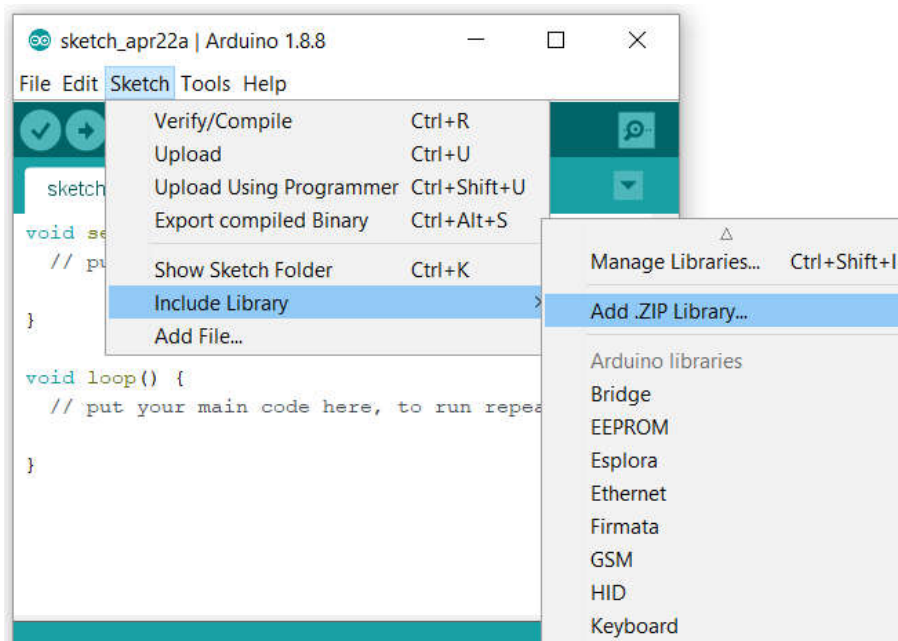 sketch_apr22a | Arduino 1.8.8
File Edit Sketch Tools Help
Verify/Compile Ctrl+R
Upload Ctrl+U
Upload Using Programmer Ctrl+Shift+U
Export compiled Binary Ctrl+Alt+S
Show Sketch Folder Ctrl+K
Include Library
Add File...
sketch
void se
// pu
}
void loop() {
// put your main code here, to run repea
}
Manage Libraries... Ctrl+Shift+I
Add .ZIP Library...
Arduino libraries
Bridge
EEPROM
Esplora
Ethernet
Firmata
GSM
HID
Keyboard